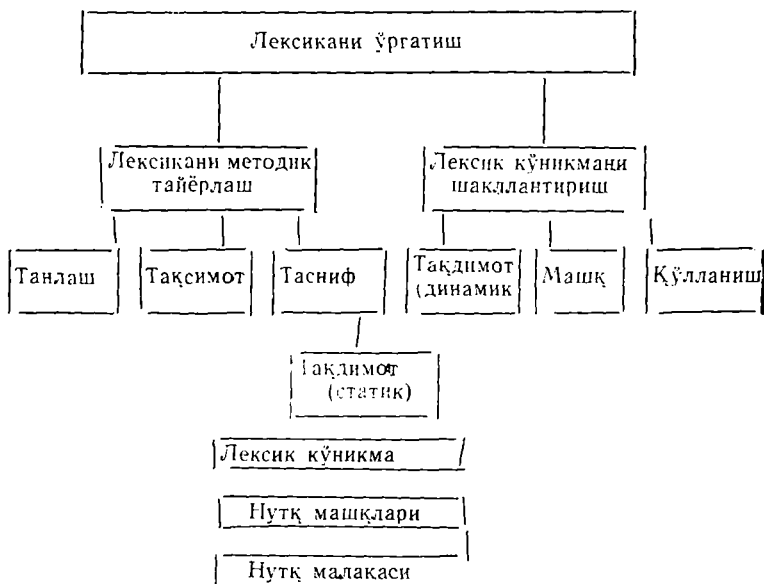 Лексикани ўргатиш
Лексикани методик
тайёрлаш
Лексик кўникмани
шакллантириш
Танлаш
Тақсимот
Тасниф
Тақдимот
(динамик
Машқ
Қўлланиш
Тақдимот
(статик)
Лексик кўникма
Нутқ машқлари
Нутқ малакаси